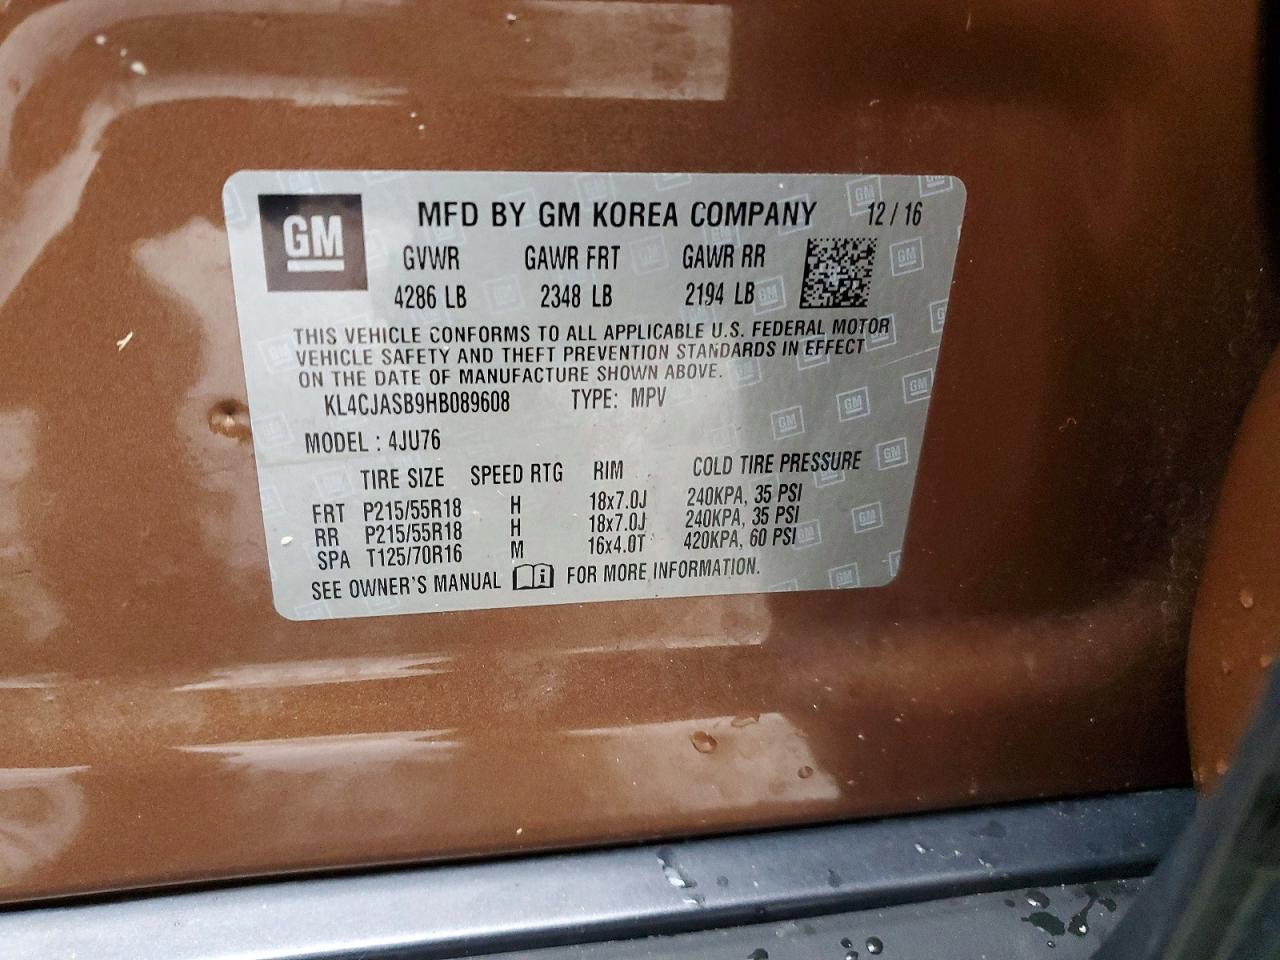 GM
MFD BY GM KOREA COMPANY 12 / 16
GVWR GAWR FRT GAWR RR
4286 LB 2348 LB 2194 LB
THIS VEHICLE CONFORMS TO ALL APPLICABLE U.S. FEDERAL MOTOR
VEHICLE SAFETY AND THEFT PREVENTION STANDARDS IN EFFECT
ON THE DATE OF MANUFACTURE SHOWN ABOVE.
KL4CJASB9HB089608 TYPE: MPV
MODEL : 4JU76
TIRE SIZE SPEED RTG RIM COLD TIRE PRESSURE
FRT P215/55R18 H 18x7.0J 240KPA, 35 PSI
RR P215/55R18 H 18x7.0J 240KPA, 35 PSI
SPA T125/70R16 M 16x4.0T 420KPA, 60 PSI
SEE OWNER'S MANUAL i FOR MORE INFORMATION.